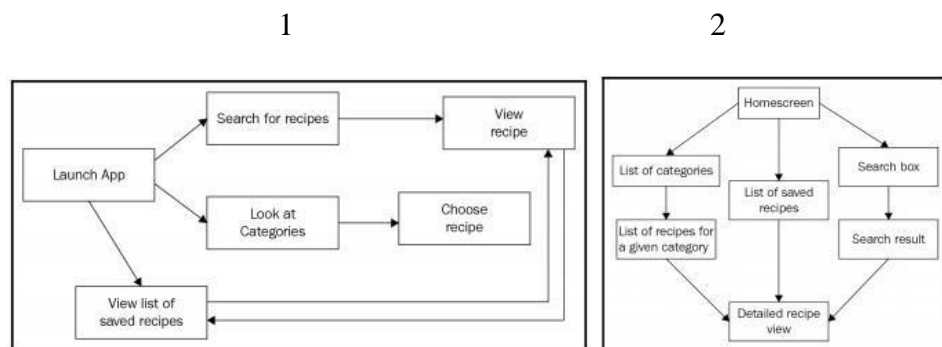 1
2
Search for recipes
View
recipe
Launch App
Look at
Categories
Choose
recipe
View list of
saved recipes
Homescreen
List of categories
Search box
List of saved
recipes
List of recipes for
a given category
Search result
Detailed recipe
view